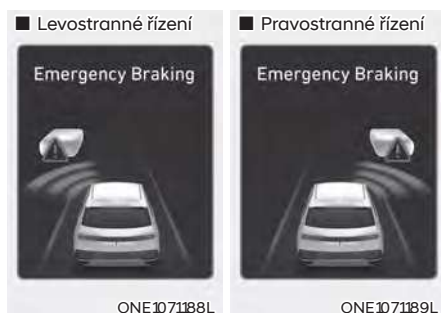 ■ Levostranné řízení
Emergency Braking
ONE1071188L
■ Pravostranné řízení
Emergency Braking
ONE1071189L